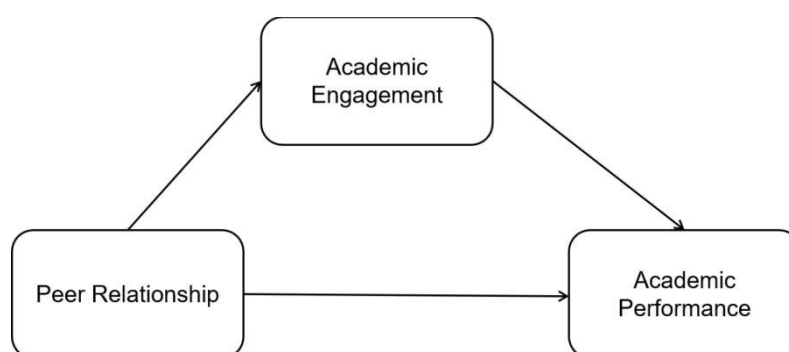 Academic
Engagement
Peer Relationship
Academic
Performance